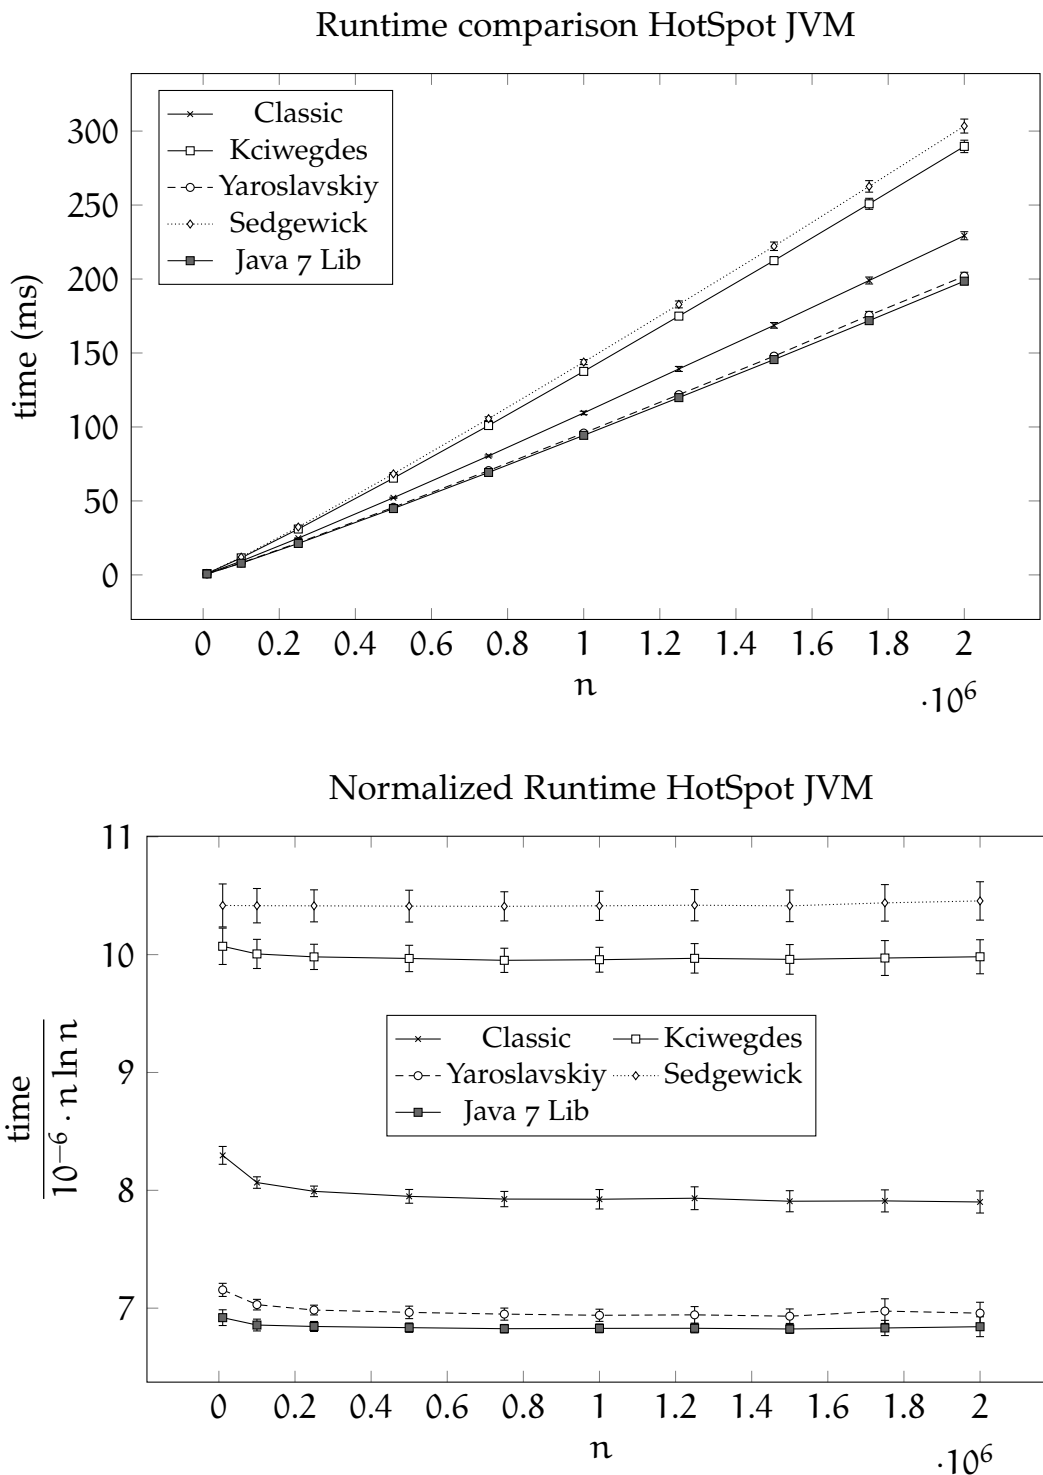 Runtime comparison HotSpot JVM
Classic
Kciwegdes
Yaroslavskiy
Sedgewick
Java 7 Lib
time (ms)
300
250
200
150
100
50
0
0 0.2 0.4 0.6 0.8 1 1.2 1.4 1.6 1.8 2
n
·10⁶
Normalized Runtime HotSpot JVM
11
10
9
8
7
time
10⁻⁶ · n ln n
Classic Kciwegdes
Yaroslavskiy Sedgewick
Java 7 Lib
0 0.2 0.4 0.6 0.8 1 1.2 1.4 1.6 1.8 2
n
·10⁶